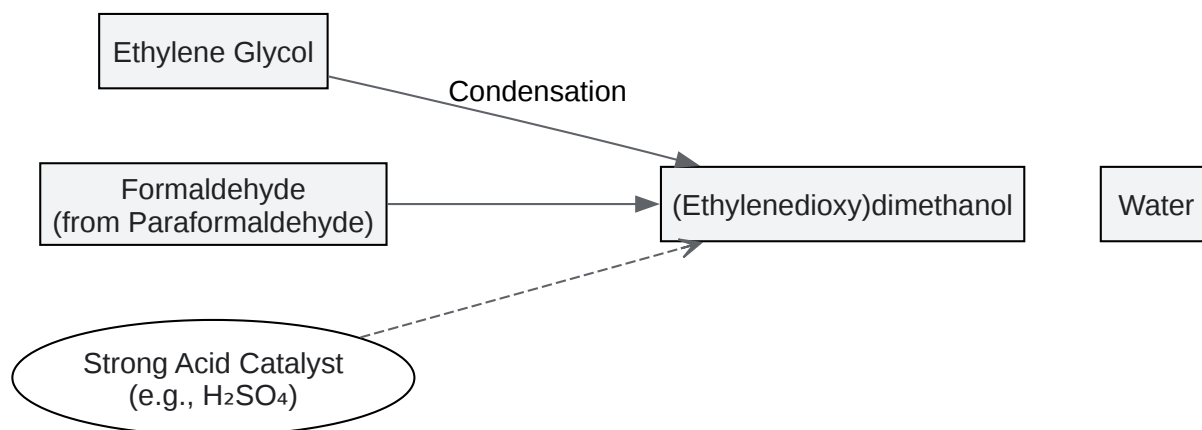 Ethylene Glycol
Condensation
Formaldehyde
(from Paraformaldehyde)
(Ethylenedioxy)dimethanol
Water
Strong Acid Catalyst
(e.g., H₂SO₄)